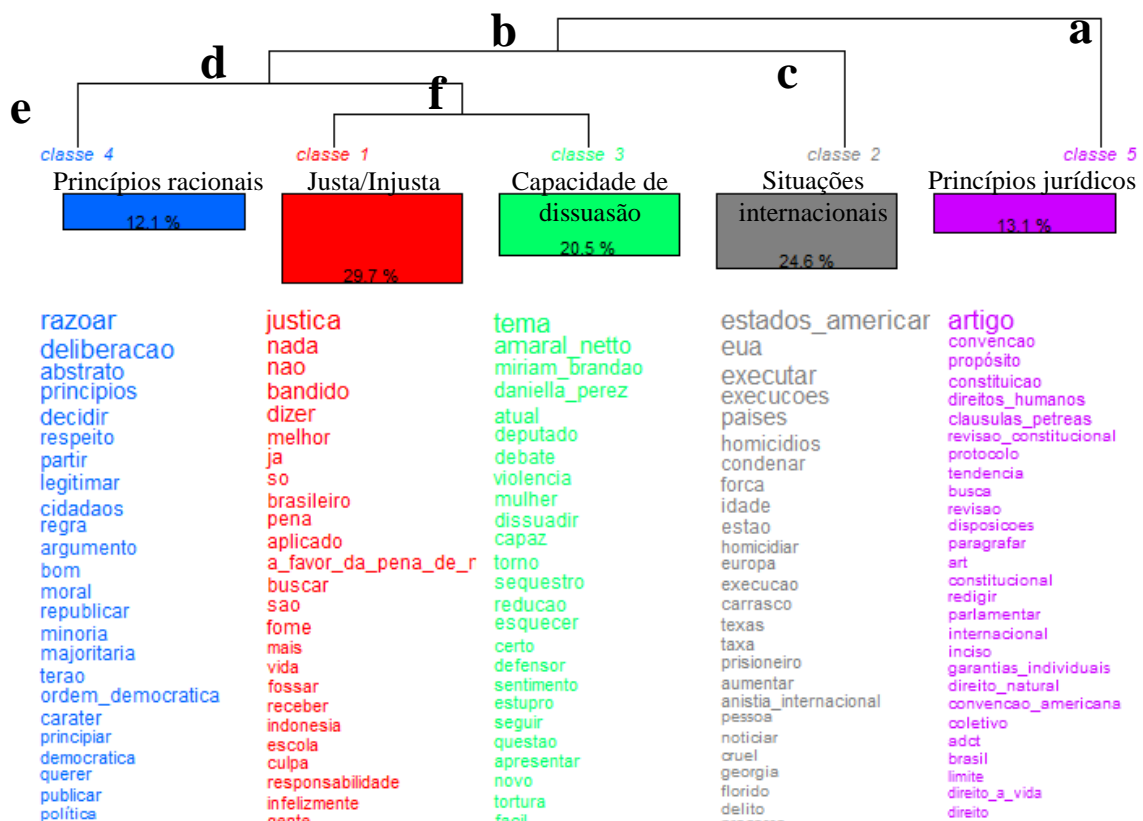 a
b
d
c
f
e
classe 4
Princípios racionais
12.1 %
razoar
deliberacao
abstrato
principios
decidir
respeito
partir
legitimar
cidadaos
regra
argumento
bom
moral
republicar
minoria
majoritaria
terao
ordem_democratica
carater
principiar
democratica
querer
publicar
política
classe 1
Justa/Injusta
29.7 %
justica
nada
nao
bandido
dizer
melhor
ja
so
brasileiro
pena
aplicado
a_favor_da_pena_de_r
buscar
sao
fome
mais
vida
fossar
receber
indonesia
escola
culpa
responsabilidade
infelizmente
classe 3
Capacidade de
dissuasão
20.5 %
tema
amaral_netto
miriam_brandao
daniella_perez
atual
deputado
debate
violencia
mulher
dissuadir
capaz
torno
sequestro
reducao
esquecer
certo
defensor
sentimento
estupro
seguir
questao
apresentar
novo
tortura
facil
classe 2
Situações
internacionais
24.6 %
estados_americar
eua
executar
execucoes
paises
homicidios
condenar
forca
idade
estao
homicidiar
europa
execucao
carrasco
texas
taxa
prisioneiro
aumentar
anistia_internacional
pessoa
noticiar
cruel
georgia
florido
delito
classe 5
Princípios jurídicos
13.1 %
artigo
convencao
propósito
constituicao
direitos_humanos
clausulas_petreas
revisao_constitucional
protocolo
tendencia
busca
revisao
disposicoes
paragrafar
art
constitucional
redigir
parlamentar
internacional
inciso
garantias_individuais
direito_natural
convencao_americana
coletivo
adct
brasil
limite
direito_a_vida
direito